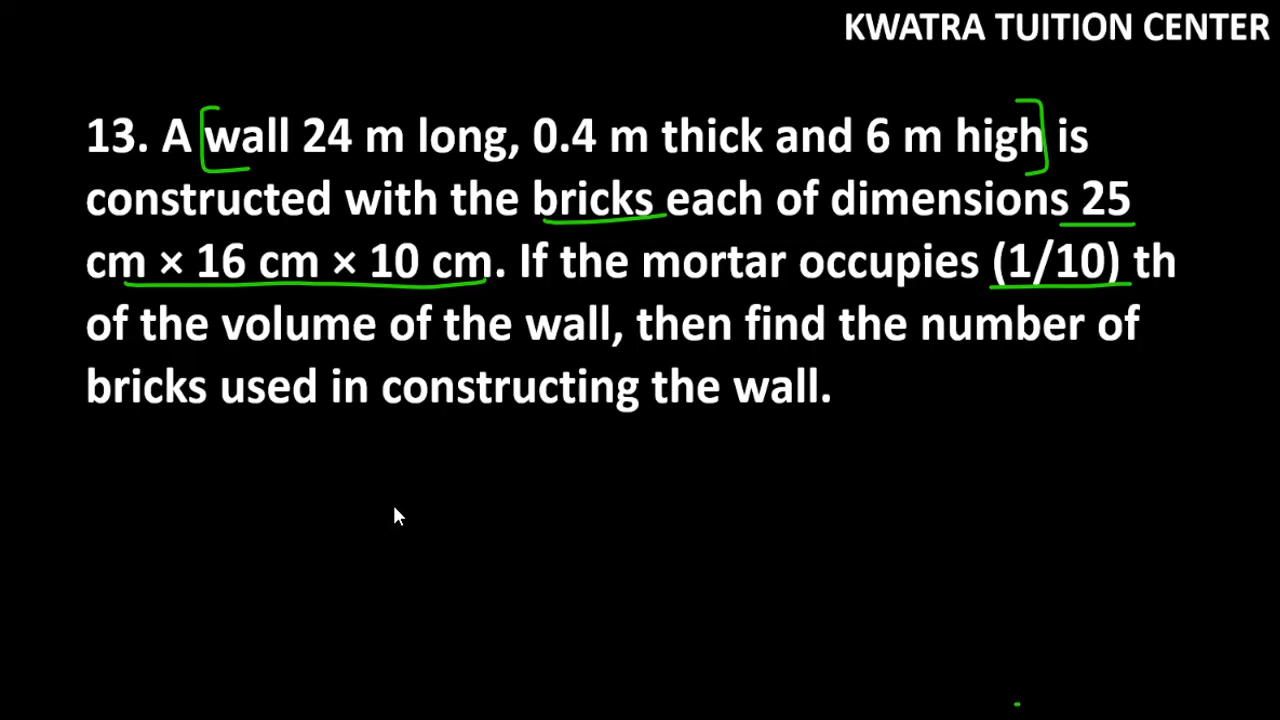 KWATRA TUITION CENTER
13. A wall 24 m long, 0.4 m thick and 6 m high is
constructed with the bricks each of dimensions 25
cm × 16 cm × 10 cm. If the mortar occupies (1/10) th
of the volume of the wall, then find the number of
bricks used in constructing the wall.